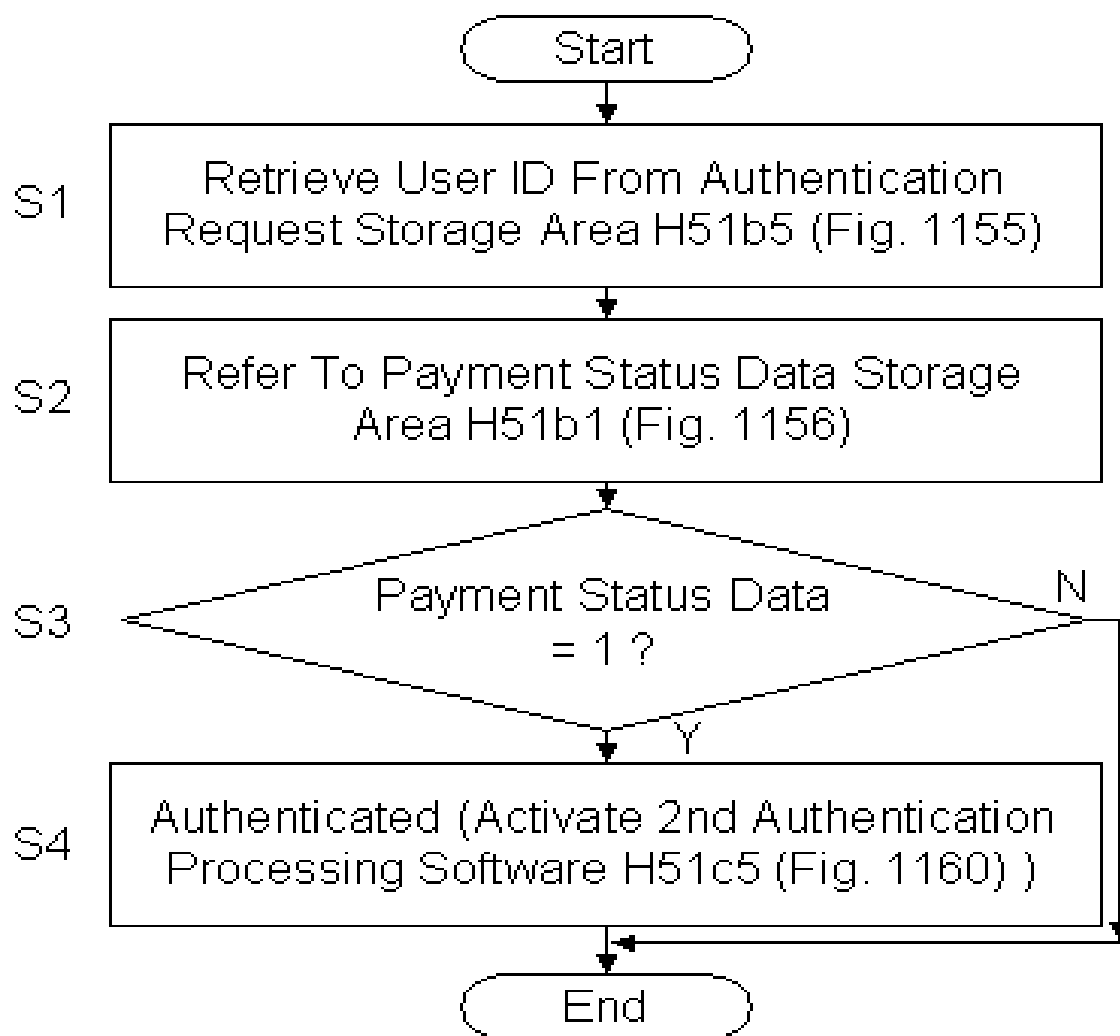 Start
S1
Retrieve User ID From Authentication
Request Storage Area H51b5 (Fig. 1155)
S2
Refer To Payment Status Data Storage
Area H51b1 (Fig. 1156)
S3
Payment Status Data
= 1 ?
N
Y
S4
Authenticated (Activate 2nd Authentication
Processing Software H51c5 (Fig. 1160) )
End